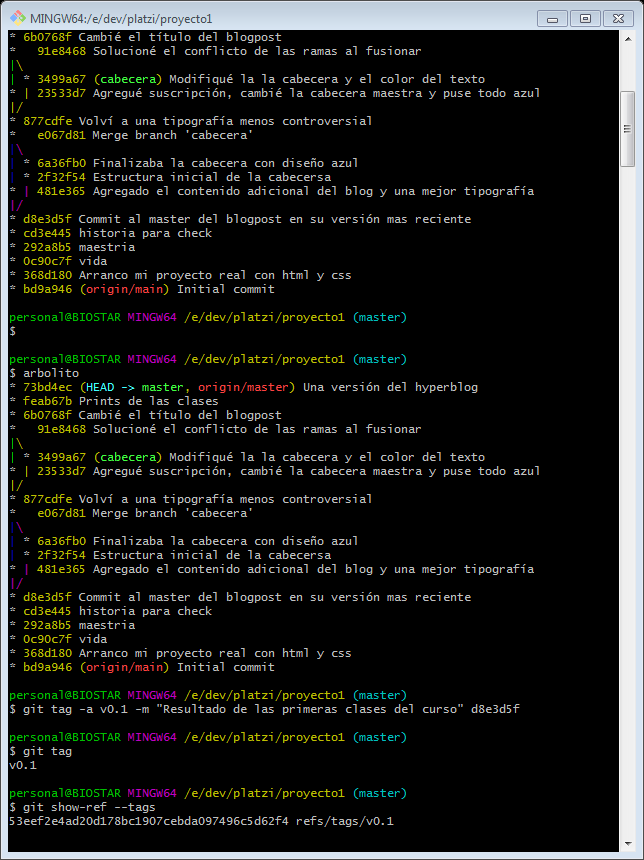 MINGW64:/e/dev/platzi/proyecto1
* 6b0768f Cambié el título del blogpost
*   91e8468 Solucioné el conflicto de las ramas al fusionar
|\
| * 3499a67 (cabecera) Modifiqué la la cabecera y el color del texto
* | 23533d7 Agregué suscripción, cambié la cabecera maestra y puse todo azul
|/
* 877cdfe Volví a una tipografía menos controversial
*   e067d81 Merge branch 'cabecera'
|\
| * 6a36fb0 Finalizaba la cabecera con diseño azul
| * 2f32f54 Estructura inicial de la cabecersa
* | 481e365 Agregado el contenido adicional del blog y una mejor tipografía
|/
* d8e3d5f Commit al master del blogpost en su versión mas reciente
* cd3e445 historia para check
* 292a8b5 maestria
* 0c90c7f vida
* 368d180 Arranco mi proyecto real con html y css
* bd9a946 (origin/main) Initial commit
personal@BIOSTAR MINGW64 /e/dev/platzi/proyecto1 (master)
$
personal@BIOSTAR MINGW64 /e/dev/platzi/proyecto1 (master)
$ arbolito
* 73bd4ec (HEAD -> master, origin/master) Una versión del hyperblog
* feab67b Prints de las clases
* 6b0768f Cambié el título del blogpost
*   91e8468 Solucioné el conflicto de las ramas al fusionar
|\
| * 3499a67 (cabecera) Modifiqué la la cabecera y el color del texto
* | 23533d7 Agregué suscripción, cambié la cabecera maestra y puse todo azul
|/
* 877cdfe Volví a una tipografía menos controversial
*   e067d81 Merge branch 'cabecera'
|\
| * 6a36fb0 Finalizaba la cabecera con diseño azul
| * 2f32f54 Estructura inicial de la cabecersa
* | 481e365 Agregado el contenido adicional del blog y una mejor tipografía
|/
* d8e3d5f Commit al master del blogpost en su versión mas reciente
* cd3e445 historia para check
* 292a8b5 maestria
* 0c90c7f vida
* 368d180 Arranco mi proyecto real con html y css
* bd9a946 (origin/main) Initial commit
personal@BIOSTAR MINGW64 /e/dev/platzi/proyecto1 (master)
$ git tag -a v0.1 -m "Resultado de las primeras clases del curso" d8e3d5f
personal@BIOSTAR MINGW64 /e/dev/platzi/proyecto1 (master)
$ git tag
v0.1
personal@BIOSTAR MINGW64 /e/dev/platzi/proyecto1 (master)
$ git show-ref --tags
53eef2e4ad20d178bc1907cebda097496c5d62f4 refs/tags/v0.1